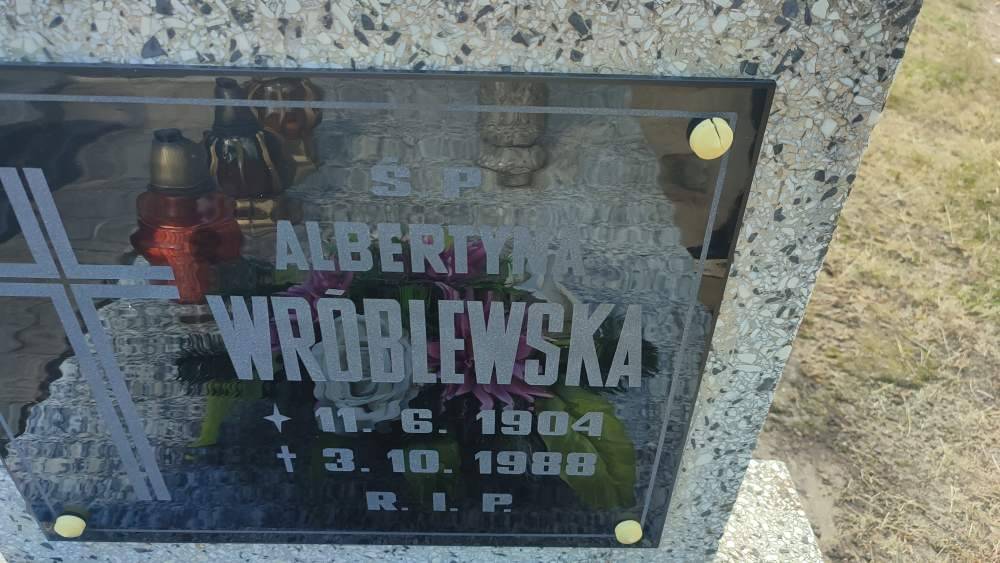 Ś P
ALBERTYNA
WRÓBLEWSKA
11. 6. 1904
3. 10. 1988
R. I. P.